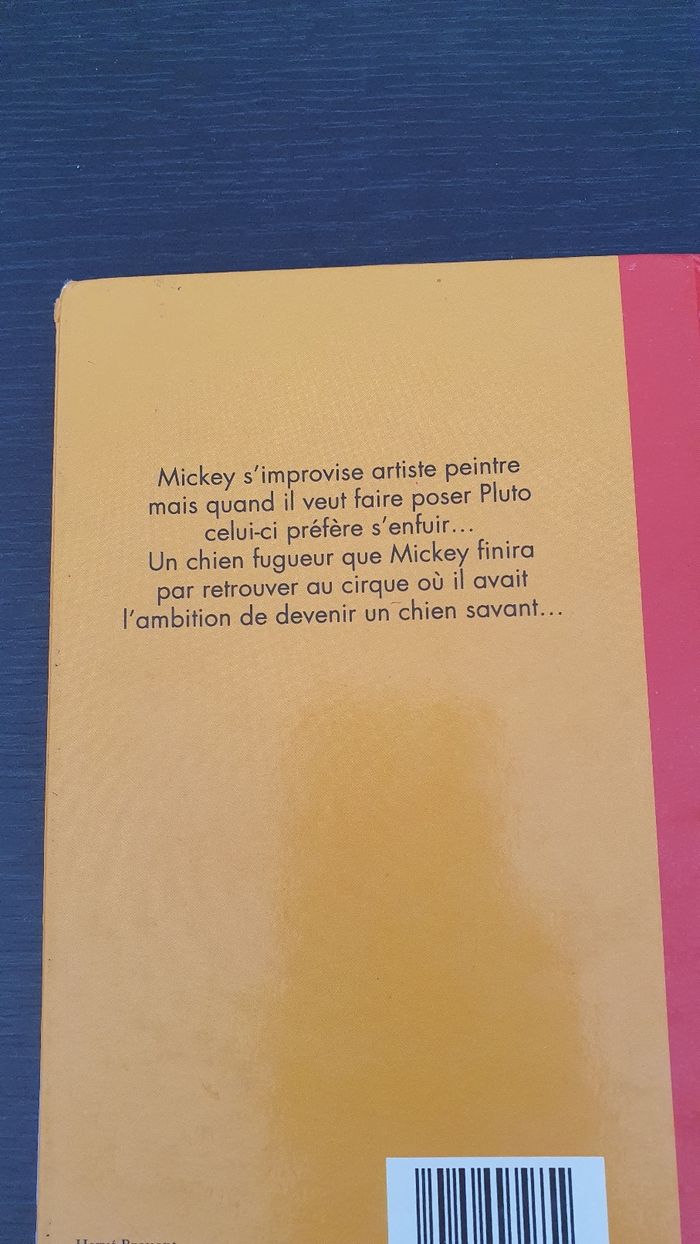 Mickey s'improvise artiste peintre
mais quand il veut faire poser Pluto
celui-ci préfère s'enfuir...
Un chien fugueur que Mickey finira
par retrouver au cirque où il avait
l'ambition de devenir un chien savant...